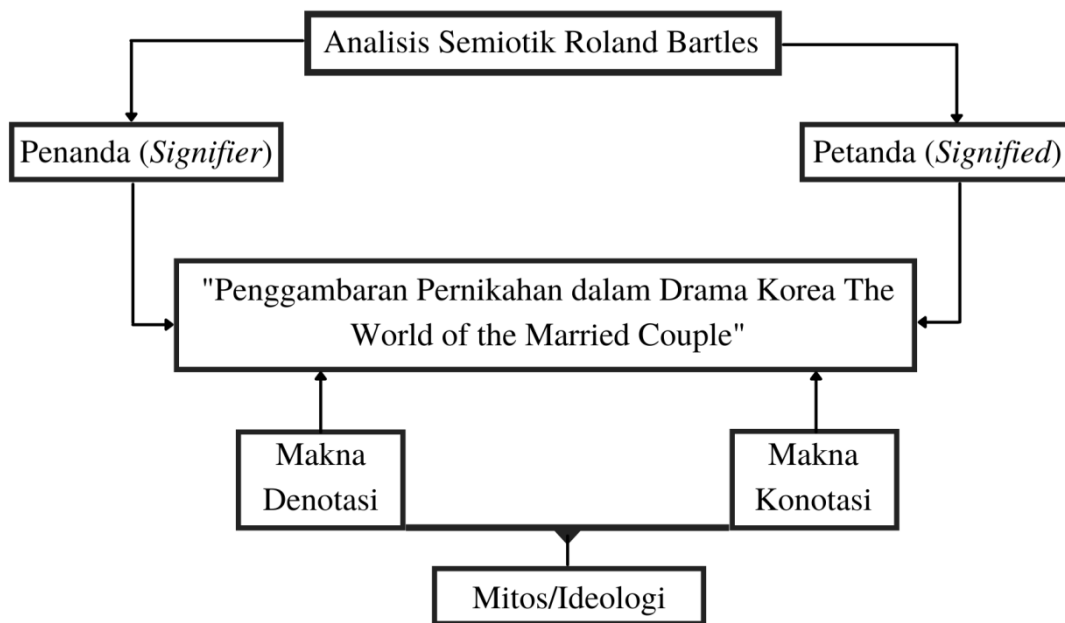 Analisis Semiotik Roland Bartles
Penanda (Signifier)
Petanda (Signified)
"Penggambaran Pernikahan dalam Drama Korea The
World of the Married Couple"
Makna
Denotasi
Makna
Konotasi
Mitos/Ideologi